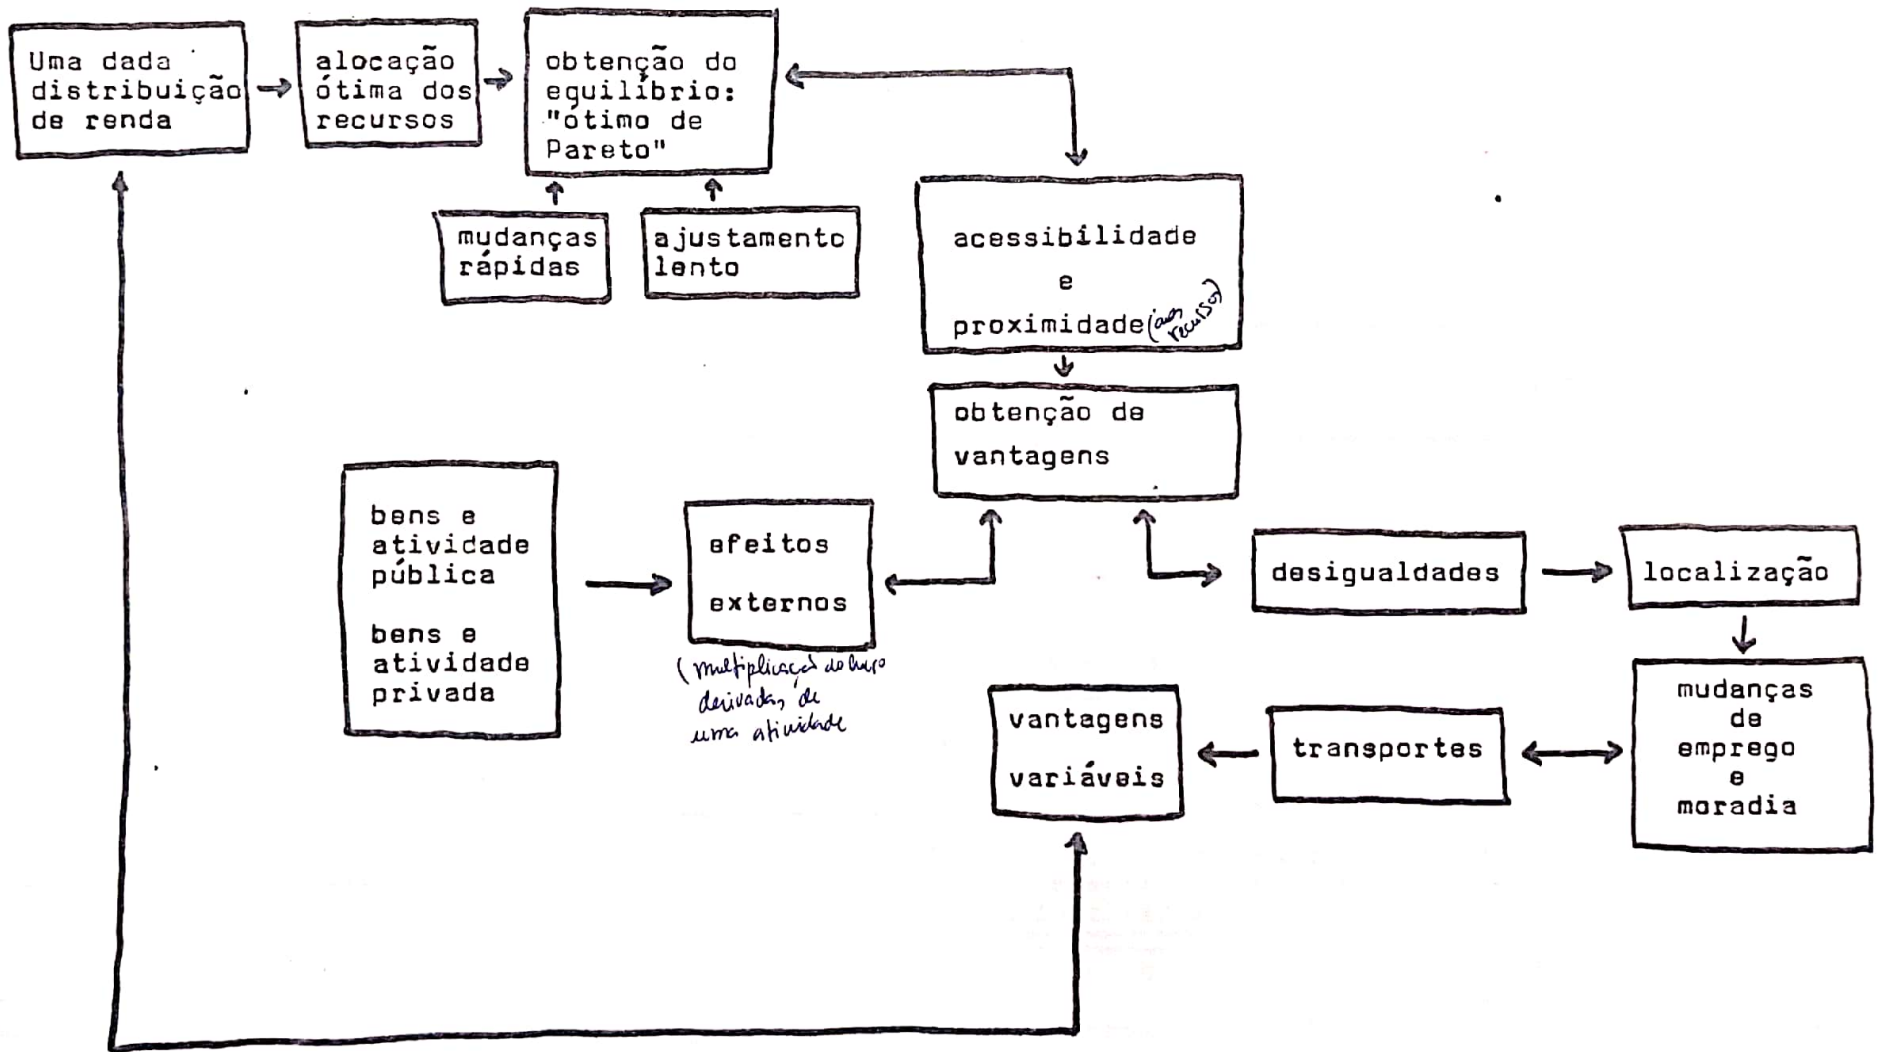 Uma dada
distribuição
de renda
alocação
ótima dos
recursos
obtenção do
equilíbrio:
"ótimo de
Pareto"
mudanças
rápidas
ajustamento
lento
acessibilidade
e
proximidade (aos
recursos)
obtenção de
vantagens
bens e
atividade
pública
bens e
atividade
privada
efeitos
externos
(multiplicação do
derivadas de
uma atividade
desigualdades
localização
mudanças
de
emprego
e
moradia
transportes
vantagens
variáveis